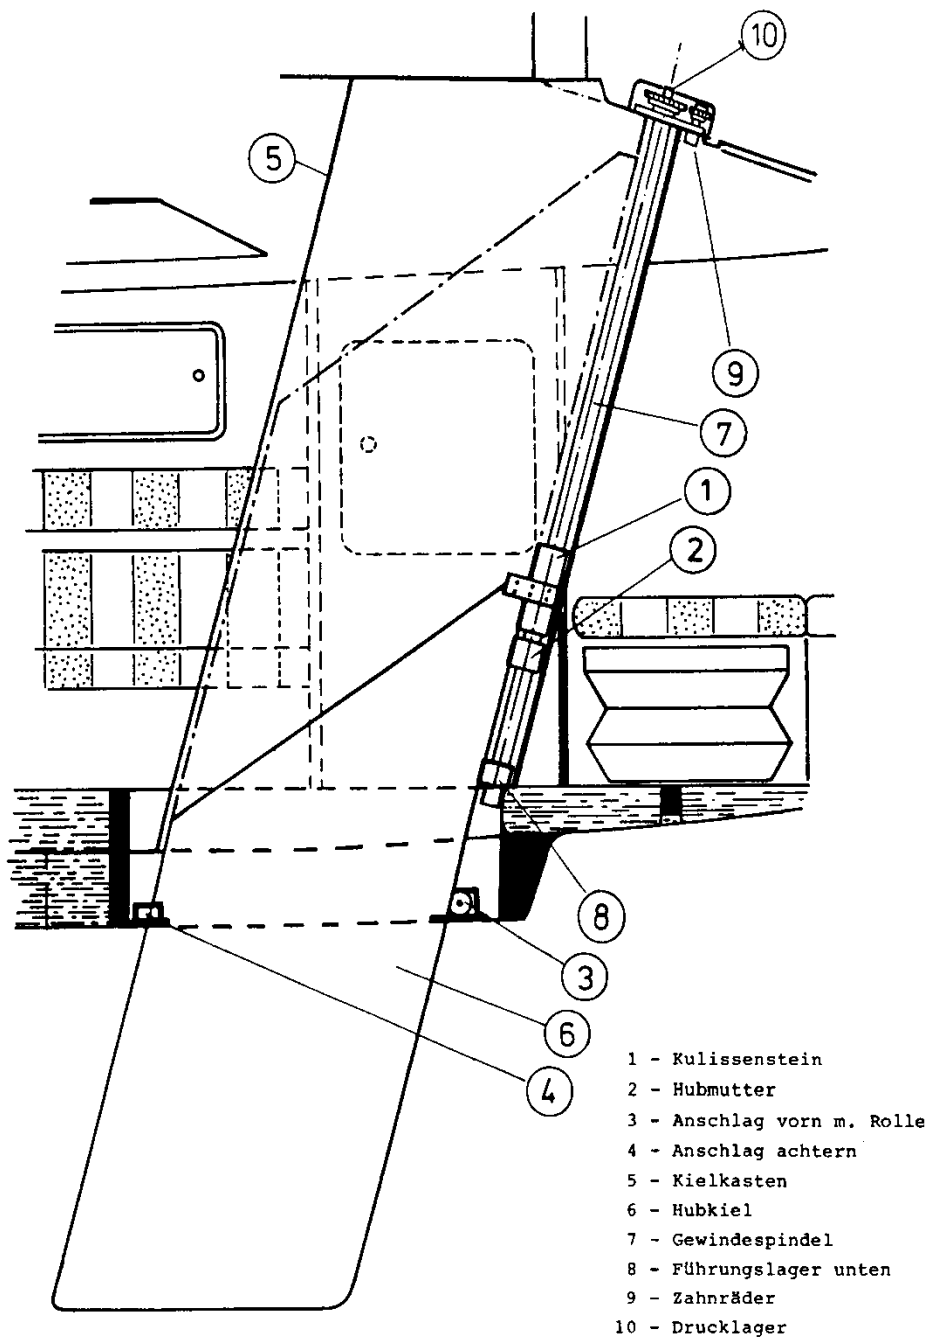 10
5
9
7
1
2
8
3
6
4
1 - Kulissenstein
2 - Hubmutter
3 - Anschlag vorn m. Rolle
4 - Anschlag achtern
5 - Kielkasten
6 - Hubkiel
7 - Gewindespindel
8 - Führungslager unten
9 - Zahnräder
10 - Drucklager